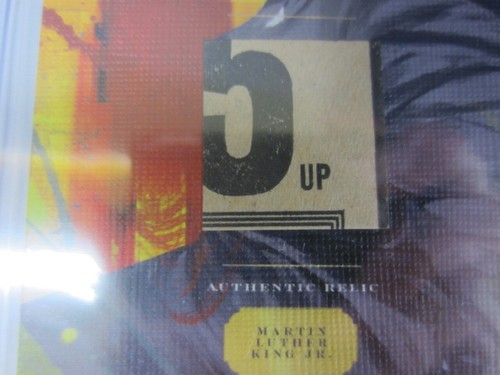 5
UP
AUTHENTIC RELIC
MARTIN
LUTHER
KING JR.